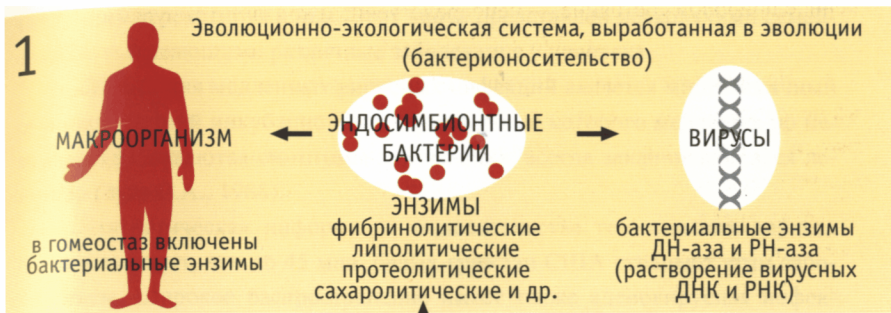 1
Эволюционно-экологическая система, выработанная в эволюции
(бактерионосительство)
МАКРООРГАНИЗМ
ЭНДОСИМБИОНТНЫЕ
БАКТЕРИИ
ВИРУСЫ
в гомеостаз включены
бактериальные энзимы
ЭНЗИМЫ
фибринолитические
липолитические
протеолитические
сахаролитические и др.
бактериальные энзимы
ДН-аза и РН-аза
(растворение вирусных
ДНК и РНК)